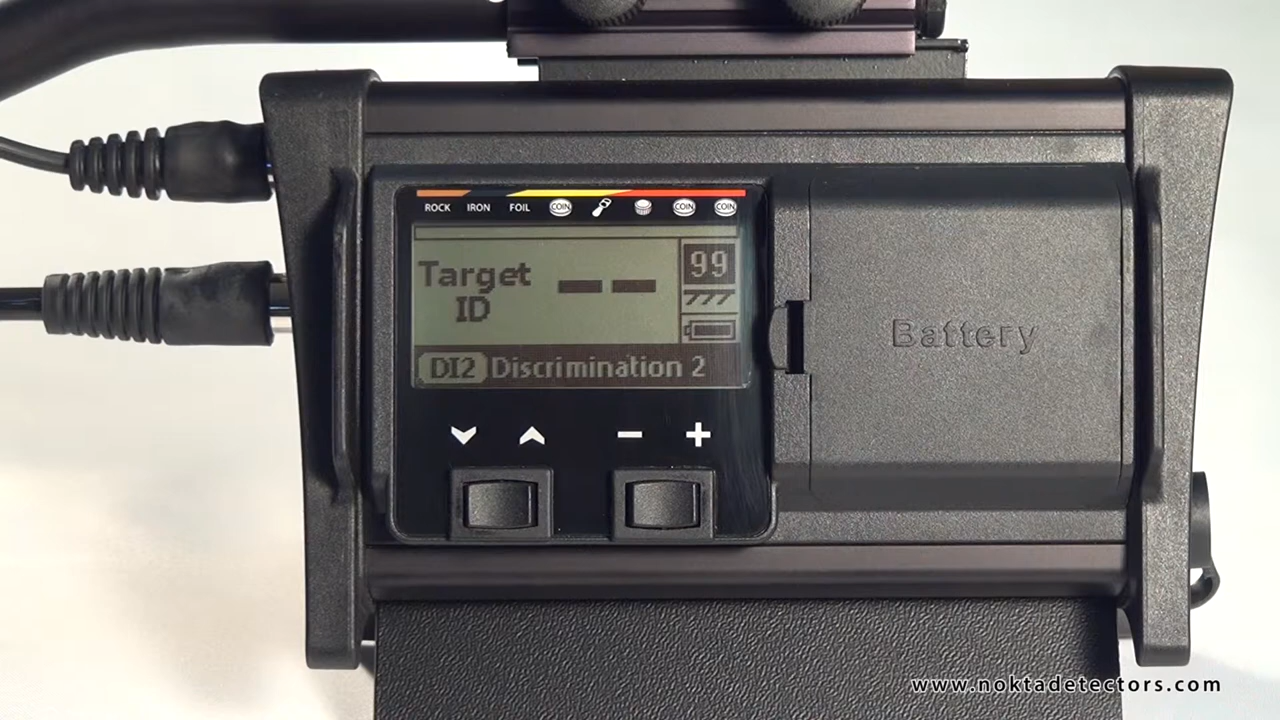 ROCK IRON FOIL COIN COIN COIN
Target ID -- 99
DI2 Discrimination 2
Battery
www.noktadetectors.com